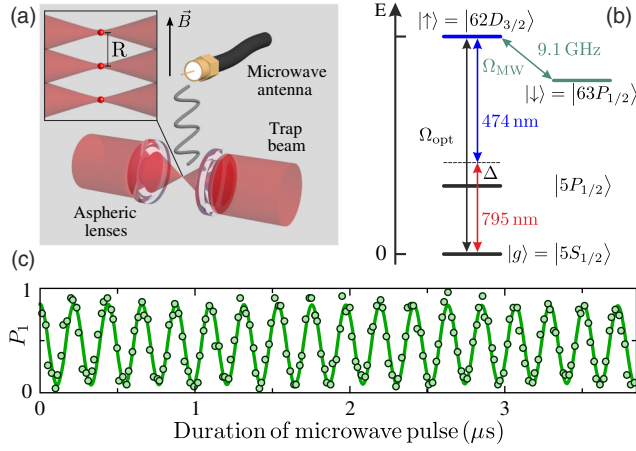 (a)
R
B⃗
Microwave
antenna
Trap
beam
Aspheric
lenses
(b)
E
|↑⟩ = |62D3/2⟩
9.1 GHz
ΩMW
|↓⟩ = |63P1/2⟩
Ωopt
474 nm
Δ
|5P1/2⟩
795 nm
0
|g⟩ = |5S1/2⟩
(c)
1
P1
0
0
1
2
3
Duration of microwave pulse (μs)